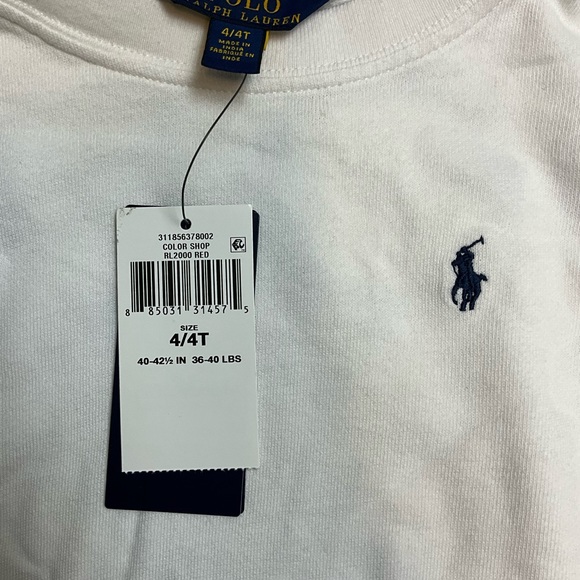 POLO
RALPH LAUREN
4/4T
MADE IN
INDIA
FABRIQUÉ EN
INDE
311856378002
COLOR SHOP
RL2000 RED
8 85031 31457 5
SIZE
4/4T
40-42½ IN 36-40 LBS